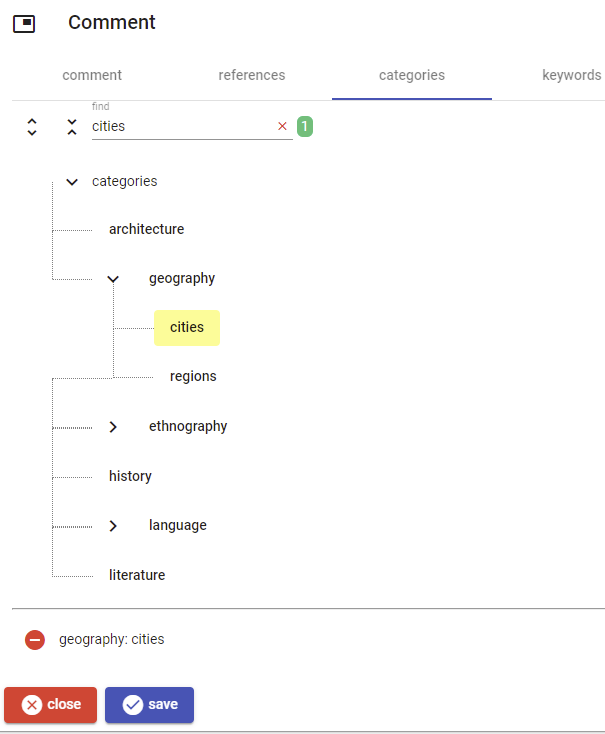 Comment
comment references categories keywords
find
cities 1
categories
architecture
geography
cities
regions
ethnography
history
language
literature
geography: cities
close save